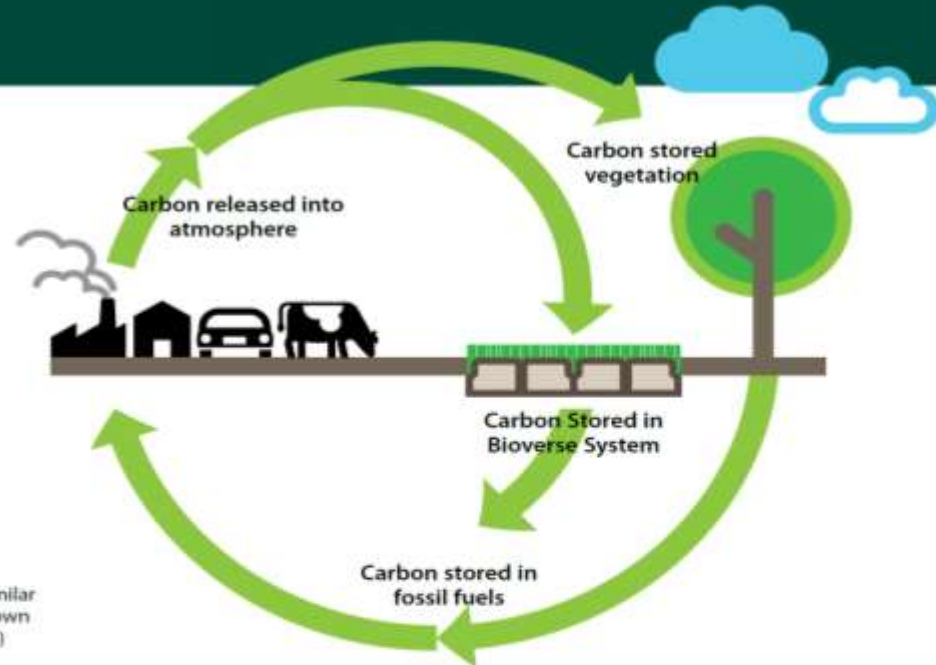 Carbon stored
vegetation
Carbon released into
atmosphere
Carbon Stored in
Bioverse System
Carbon stored in
fossil fuels